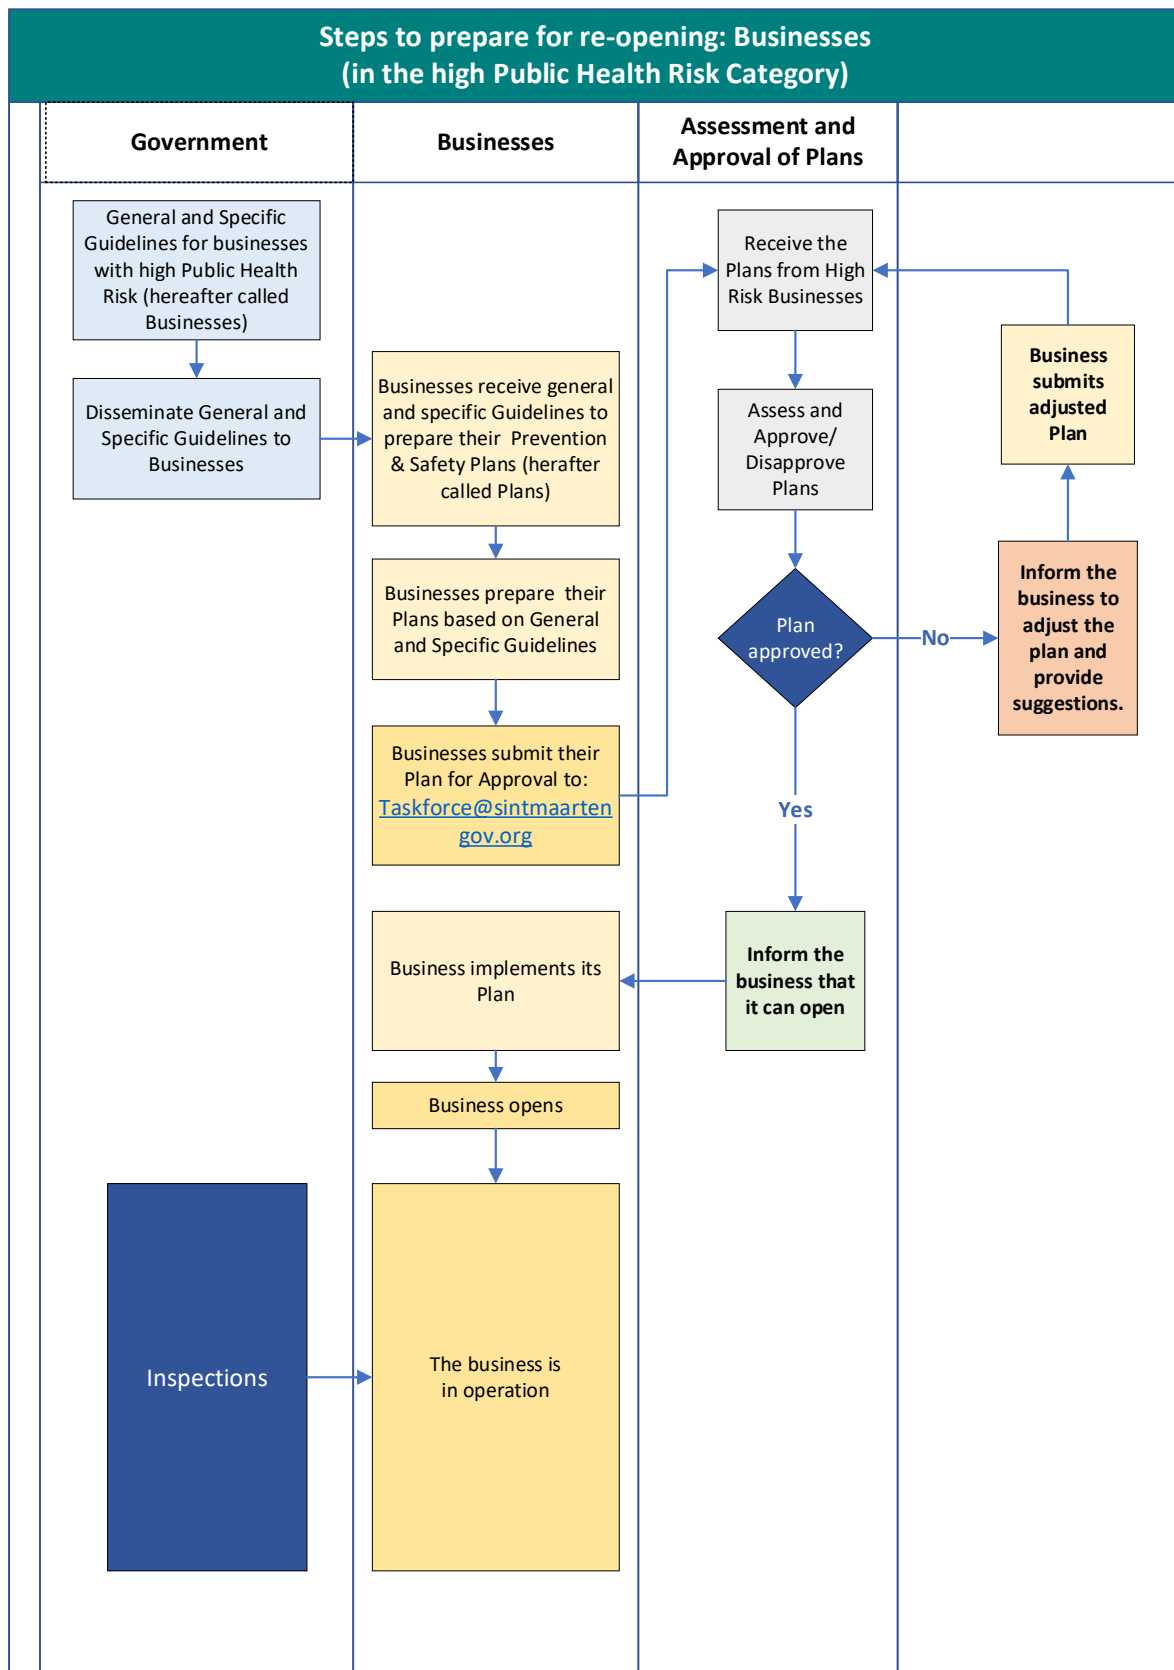 Steps to prepare for re-opening: Businesses
(in the high Public Health Risk Category)
Government
Businesses
Assessment and
Approval of Plans
General and Specific
Guidelines for businesses
with high Public Health
Risk (hereafter called
Businesses)
Disseminate General and
Specific Guidelines to
Businesses
Businesses receive general
and specific Guidelines to
prepare their Prevention
& Safety Plans (herafter
called Plans)
Businesses prepare their
Plans based on General
and Specific Guidelines
Businesses submit their
Plan for Approval to:
Taskforce@sintmaarten
gov.org
Receive the
Plans from High
Risk Businesses
Assess and
Approve/
Disapprove
Plans
Plan
approved?
No
Yes
Inform the
business to
adjust the
plan and
provide
suggestions.
Business
submits
adjusted
Plan
Inform the
business that
it can open
Business implements its
Plan
Business opens
Inspections
The business is
in operation